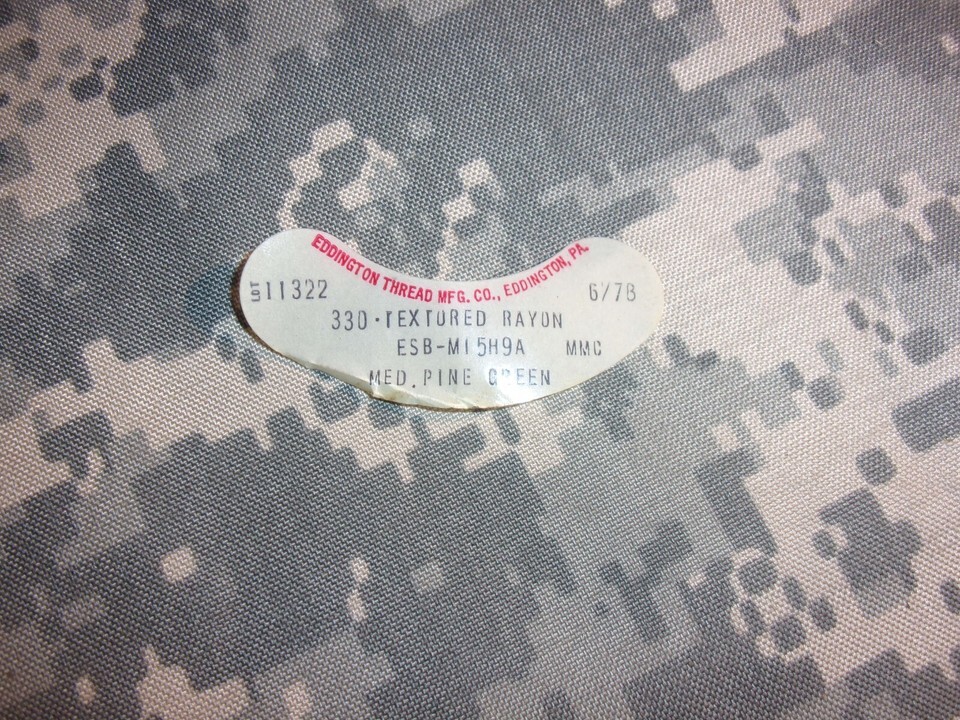 EDDINGTON THREAD MFG. CO., EDDINGTON, PA.
LOT 11322 6/78
330-TEXTURED RAYON
ESB-M15H9A MMC
MED. PINE GREEN